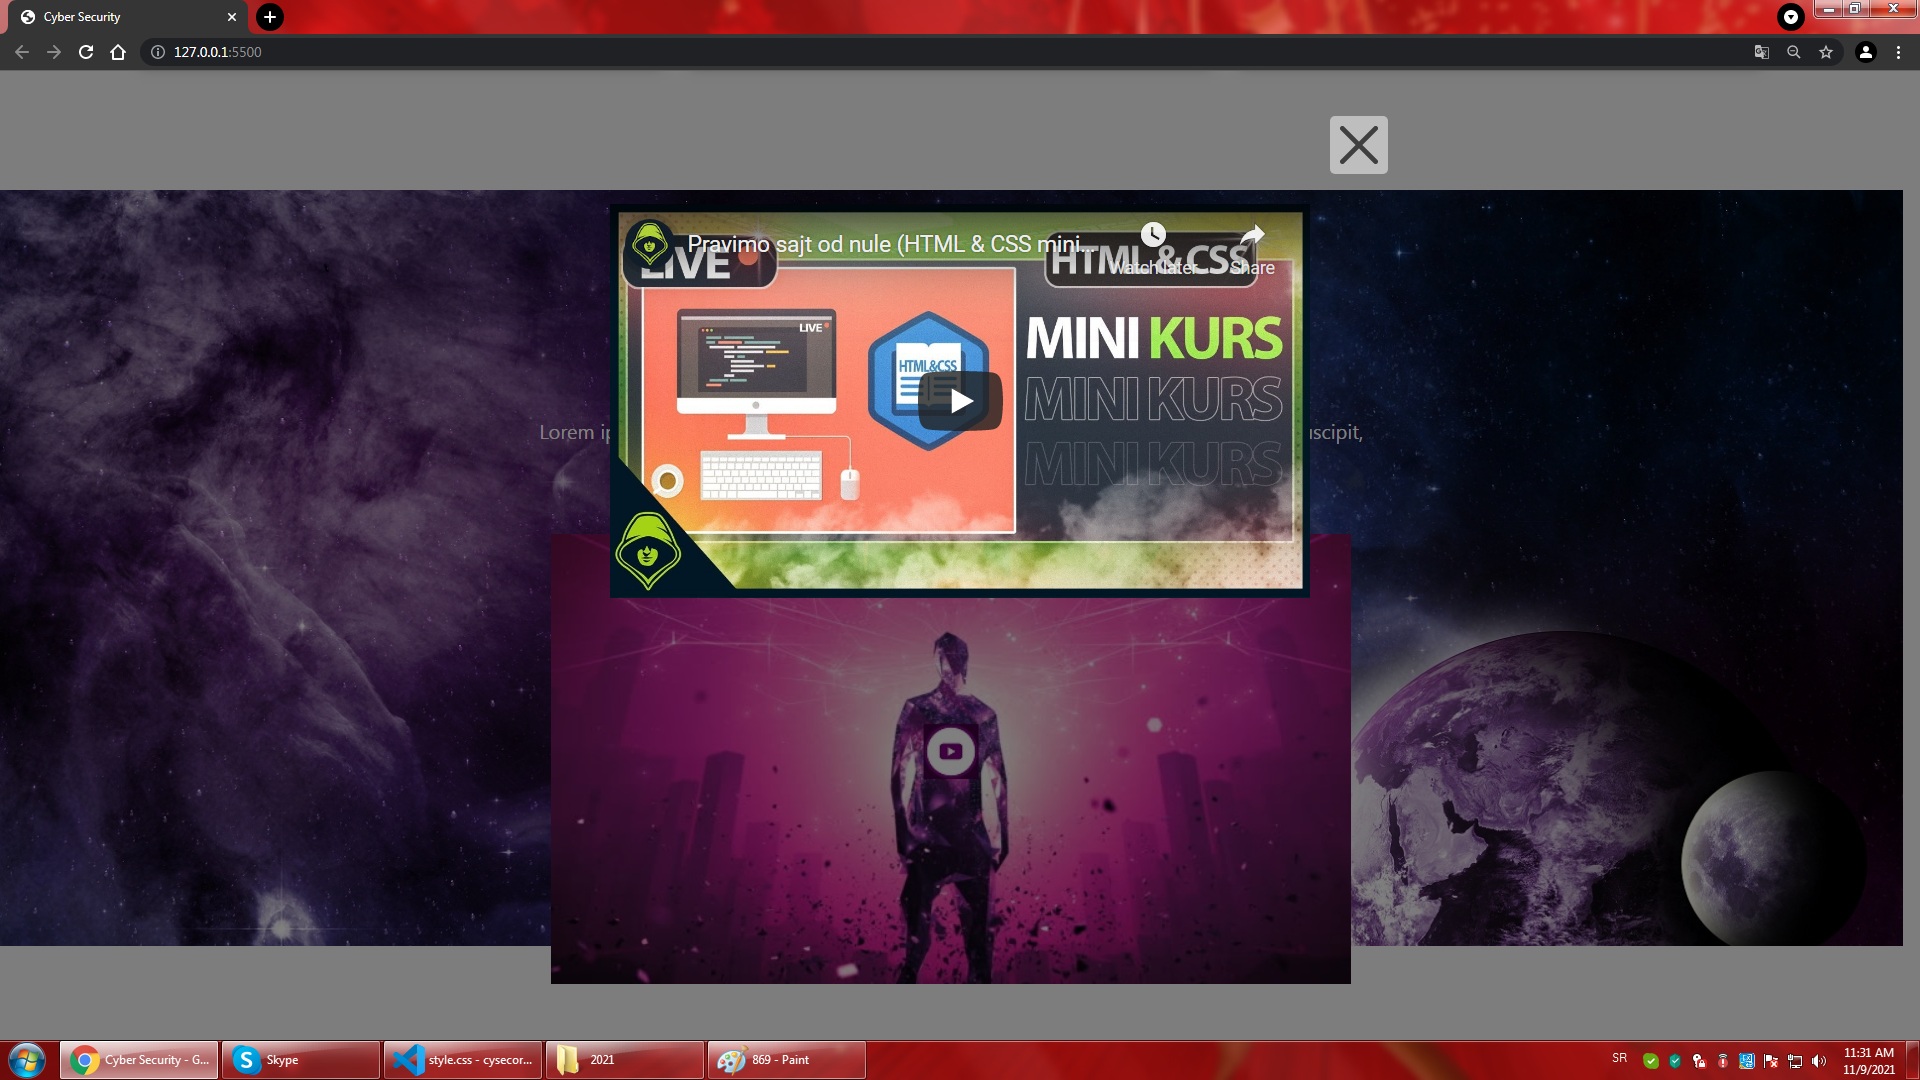 Cyber Security
127.0.0.1:5500
Pravimo sajt od nule (HTML & CSS mini...
LIVE
HTML & CSS
Watch later
Share
LIVE
MINI KURS
HTML&CSS
MINI KURS
MINI KURS
Lorem
uscipit,
Cyber Security - G...
Skype
style.css - cysecor...
2021
869 - Paint
SR
11:31 AM
11/9/2021